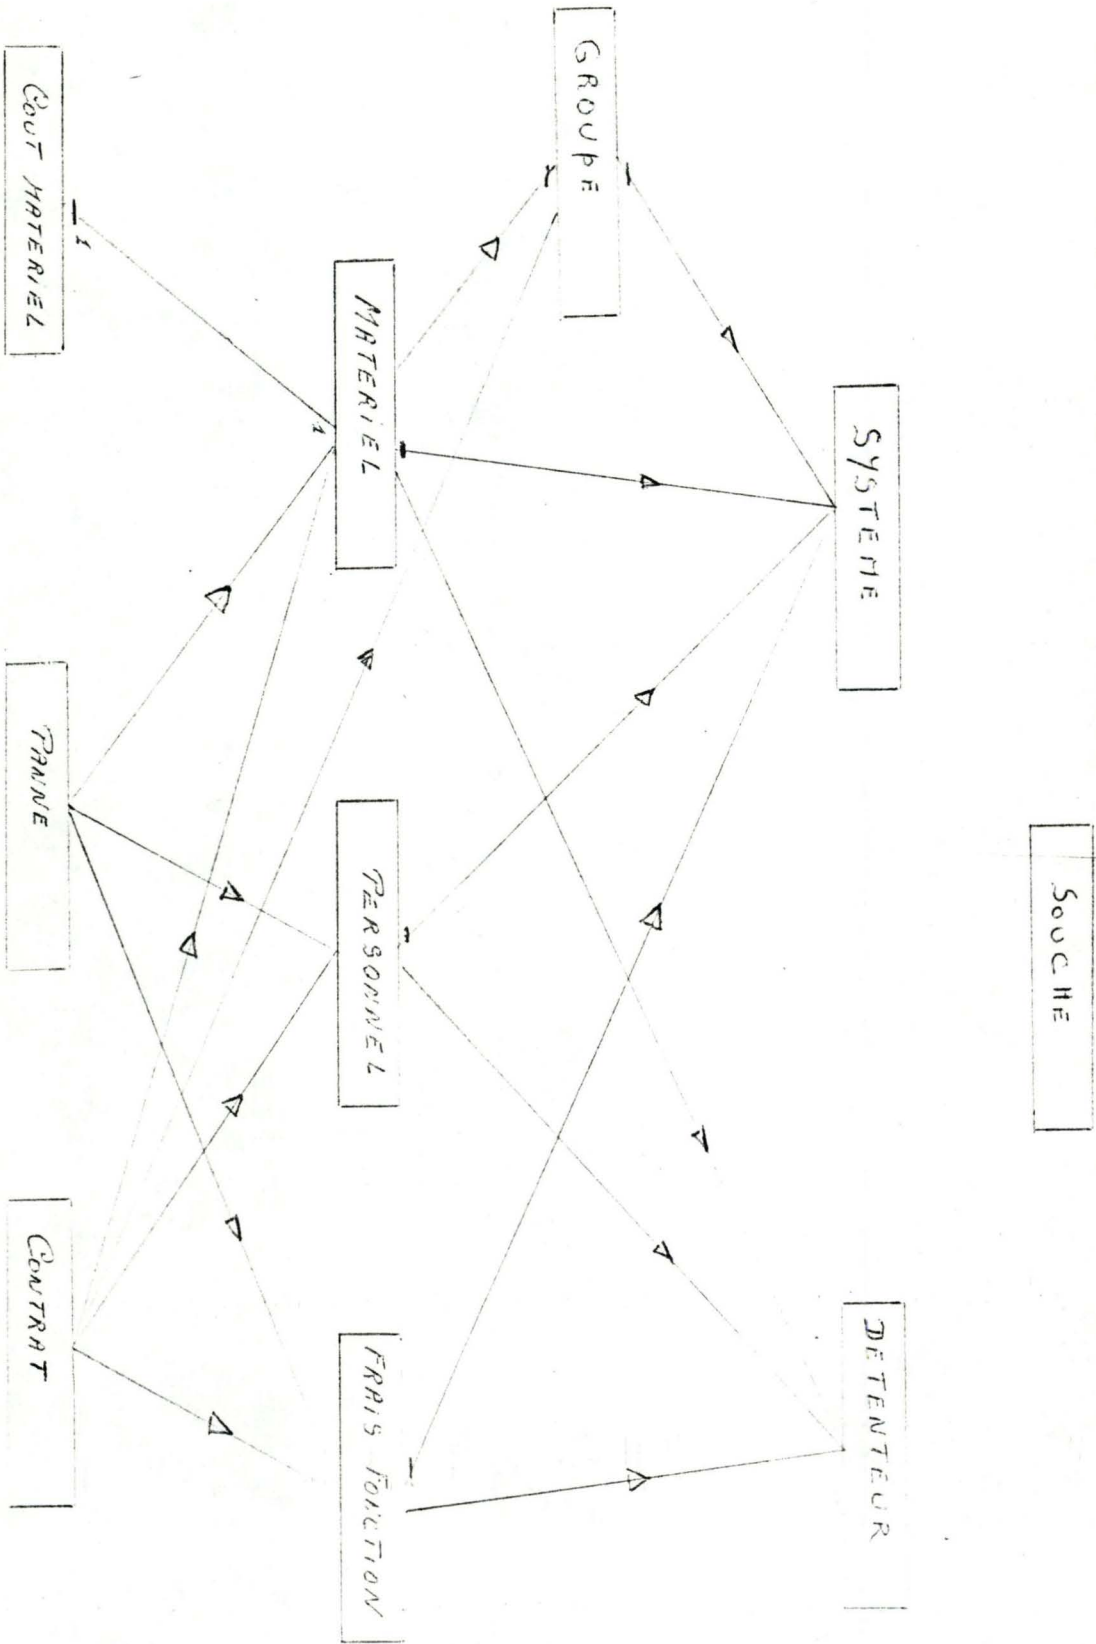 SOUCHE
SYSTEME
DETENTEUR
GROUPE
MATERIEL
PERSONNEL
FRAIS FONCTION
1
1
COUT MATERIEL
PANNE
CONTRAT